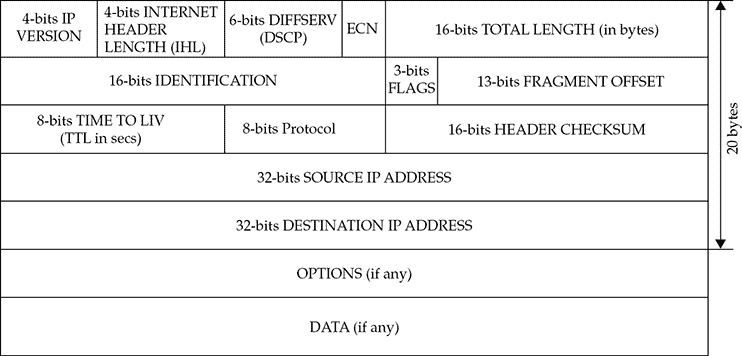 4-bits IP
VERSION
4-bits INTERNET
HEADER
LENGTH (IHL)
6-bits DIFFSERV
(DSCP)
ECN
16-bits TOTAL LENGTH (in bytes)
16-bits IDENTIFICATION
3-bits
FLAGS
13-bits FRAGMENT OFFSET
8-bits TIME TO LIV
(TTL in secs)
8-bits Protocol
16-bits HEADER CHECKSUM
20 bytes
32-bits SOURCE IP ADDRESS
32-bits DESTINATION IP ADDRESS
OPTIONS (if any)
DATA (if any)